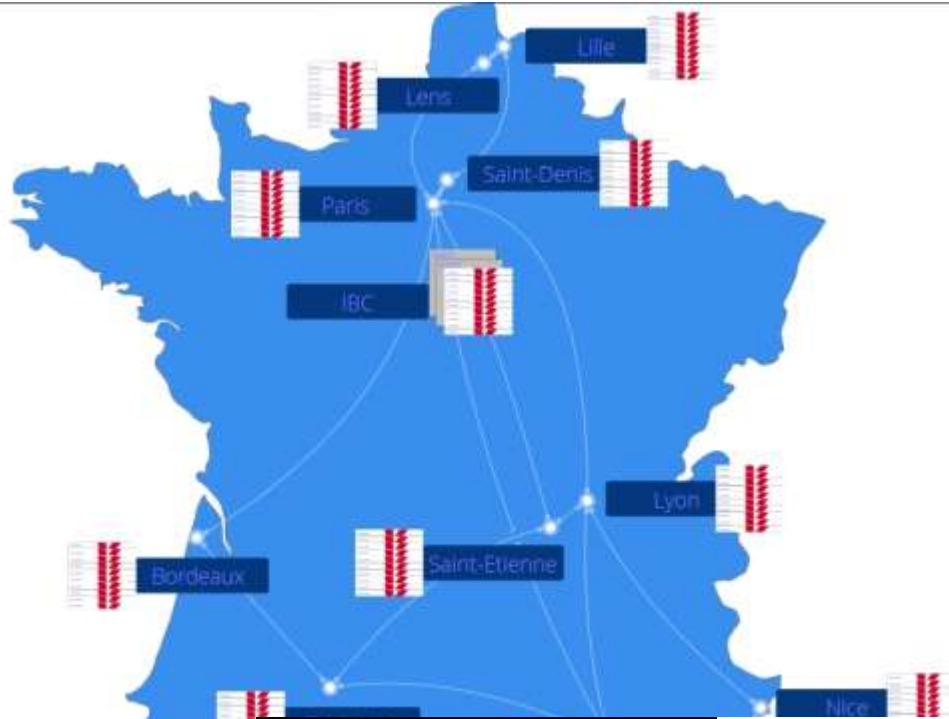 Lille
Lens
Saint-Denis
Paris
IBC
Lyon
Saint-Etienne
Bordeaux
Nice